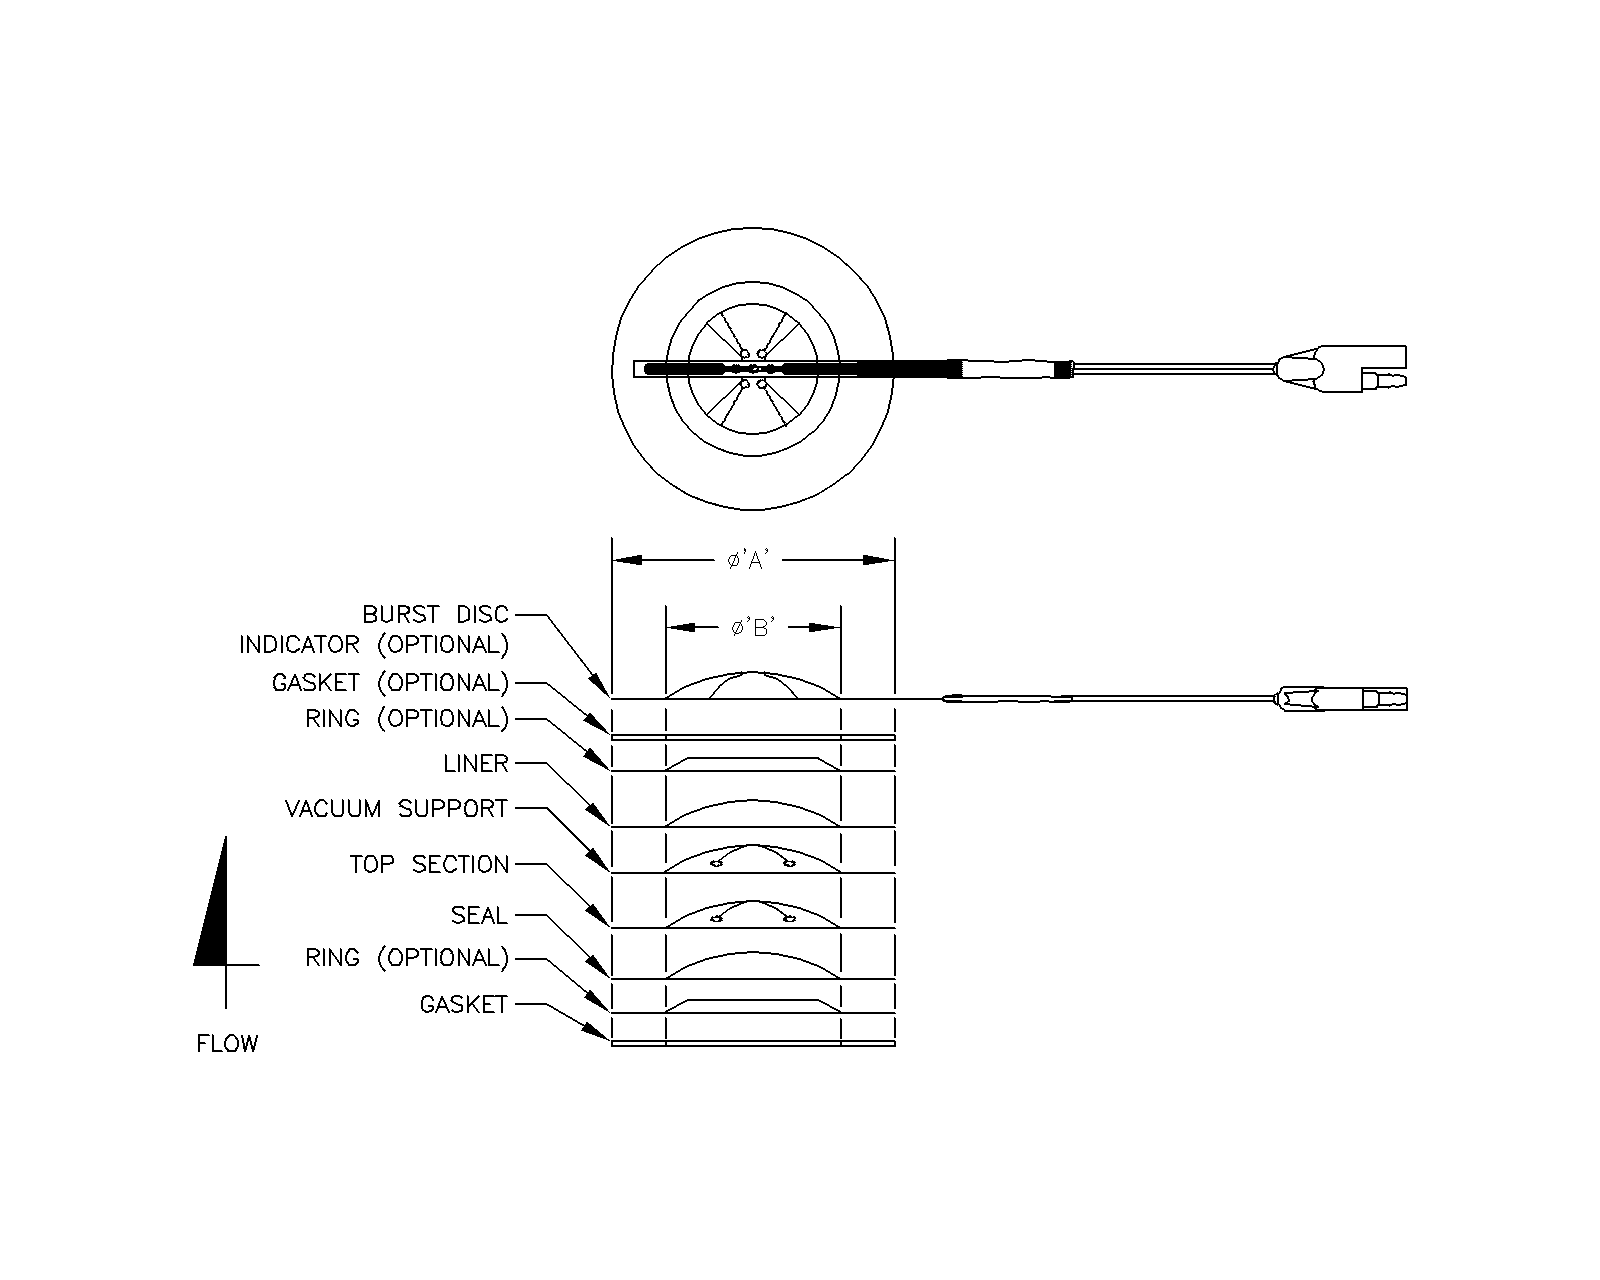 ø'A'
BURST DISC
ø'B'
INDICATOR (OPTIONAL)
GASKET (OPTIONAL)
RING (OPTIONAL)
LINER
VACUUM SUPPORT
TOP SECTION
SEAL
RING (OPTIONAL)
GASKET
FLOW